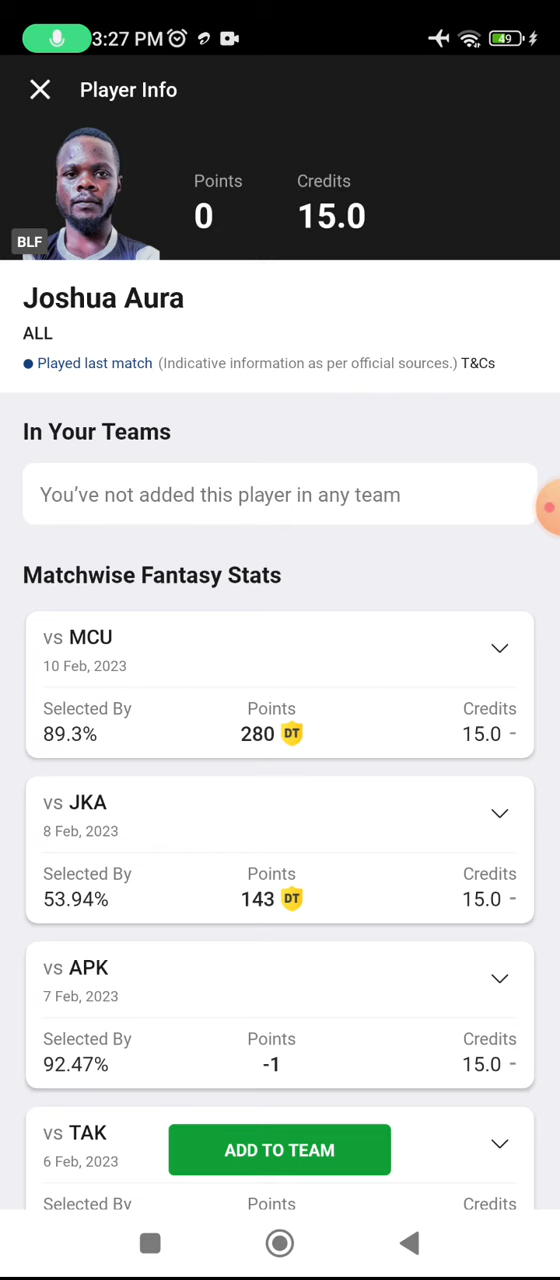 3:27 PM
49
Player Info
Points
Credits
0
15.0
BLF
Joshua Aura
ALL
Played last match (Indicative information as per official sources.) T&Cs
In Your Teams
You've not added this player in any team
Matchwise Fantasy Stats
vs MCU
10 Feb, 2023
Selected By Points Credits
89.3% 280 DT 15.0 -
vs JKA
8 Feb, 2023
Selected By Points Credits
53.94% 143 DT 15.0 -
vs APK
7 Feb, 2023
Selected By Points Credits
92.47% -1 15.0 -
vs TAK
6 Feb, 2023
ADD TO TEAM
Selected By Points Credits